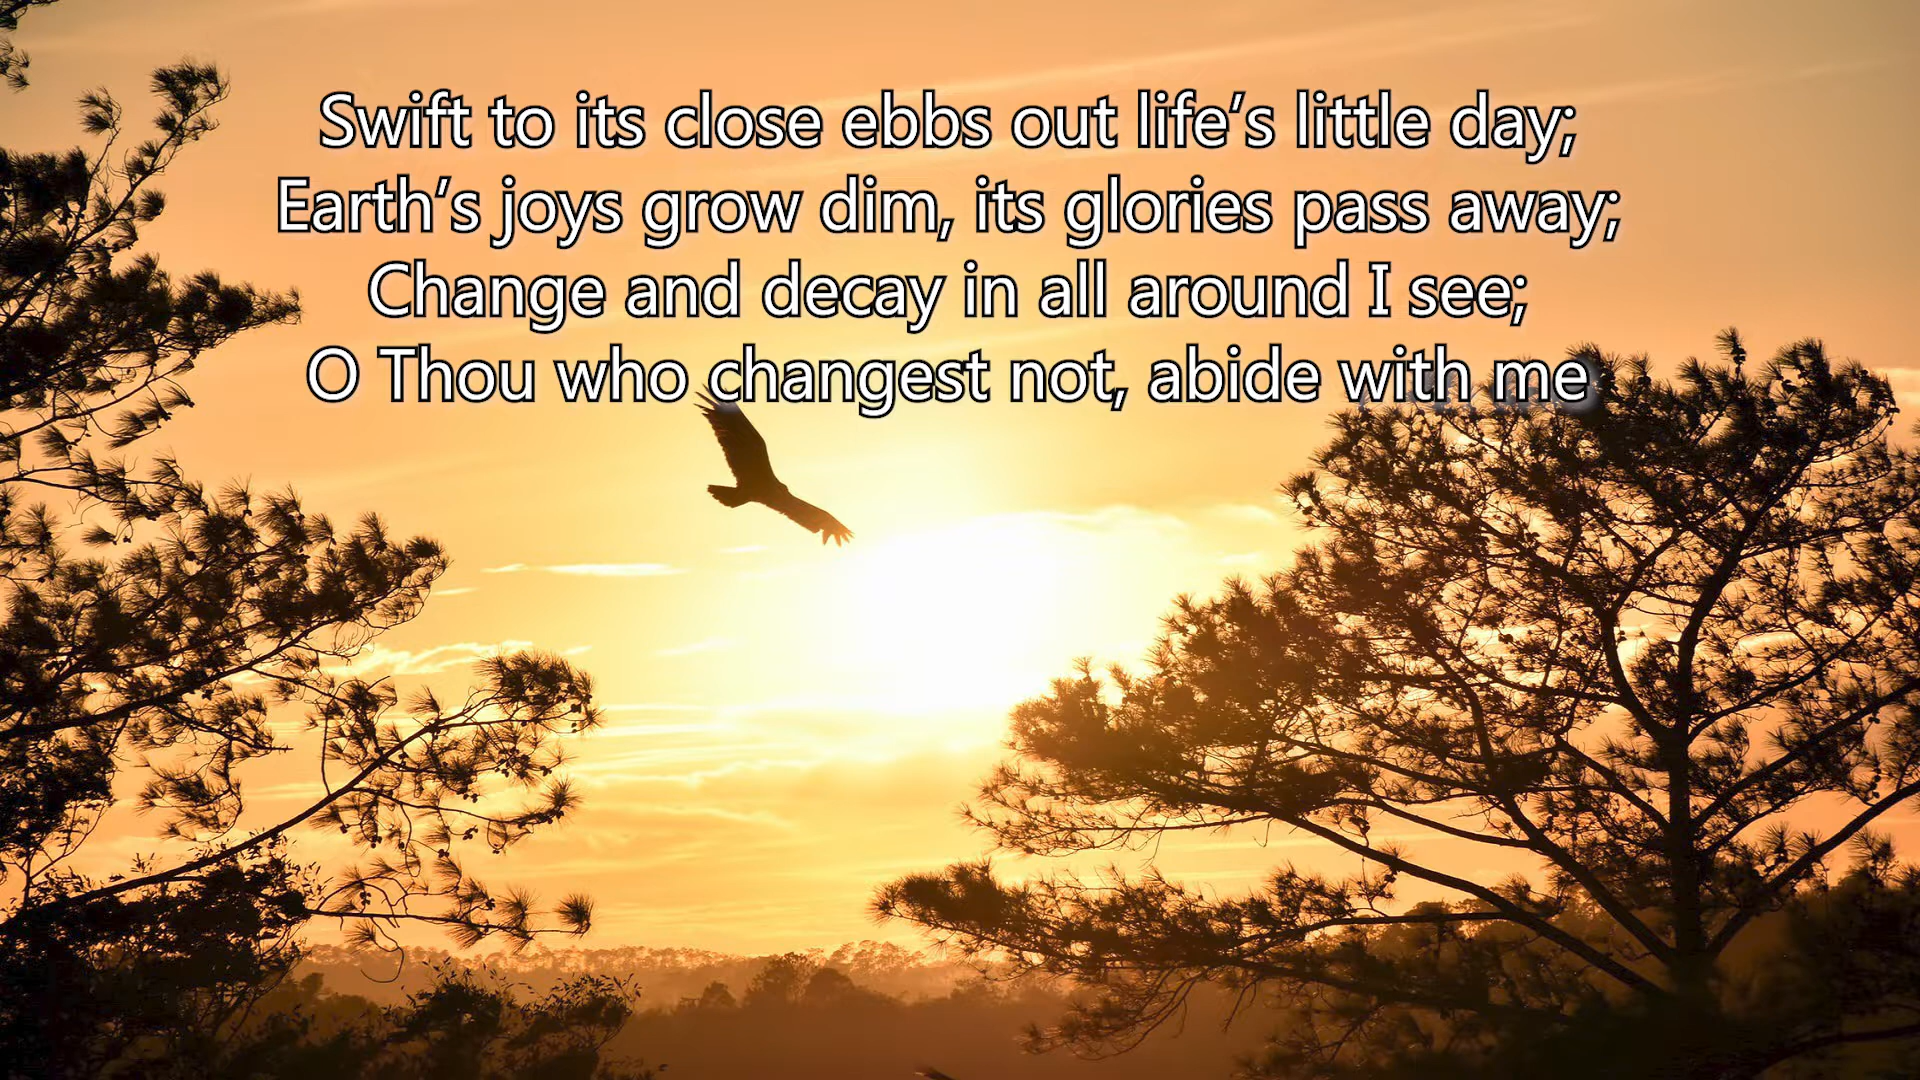 Swift to its close ebbs out life’s little day;
Earth’s joys grow dim, its glories pass away;
Change and decay in all around I see;
O Thou who changest not, abide with me